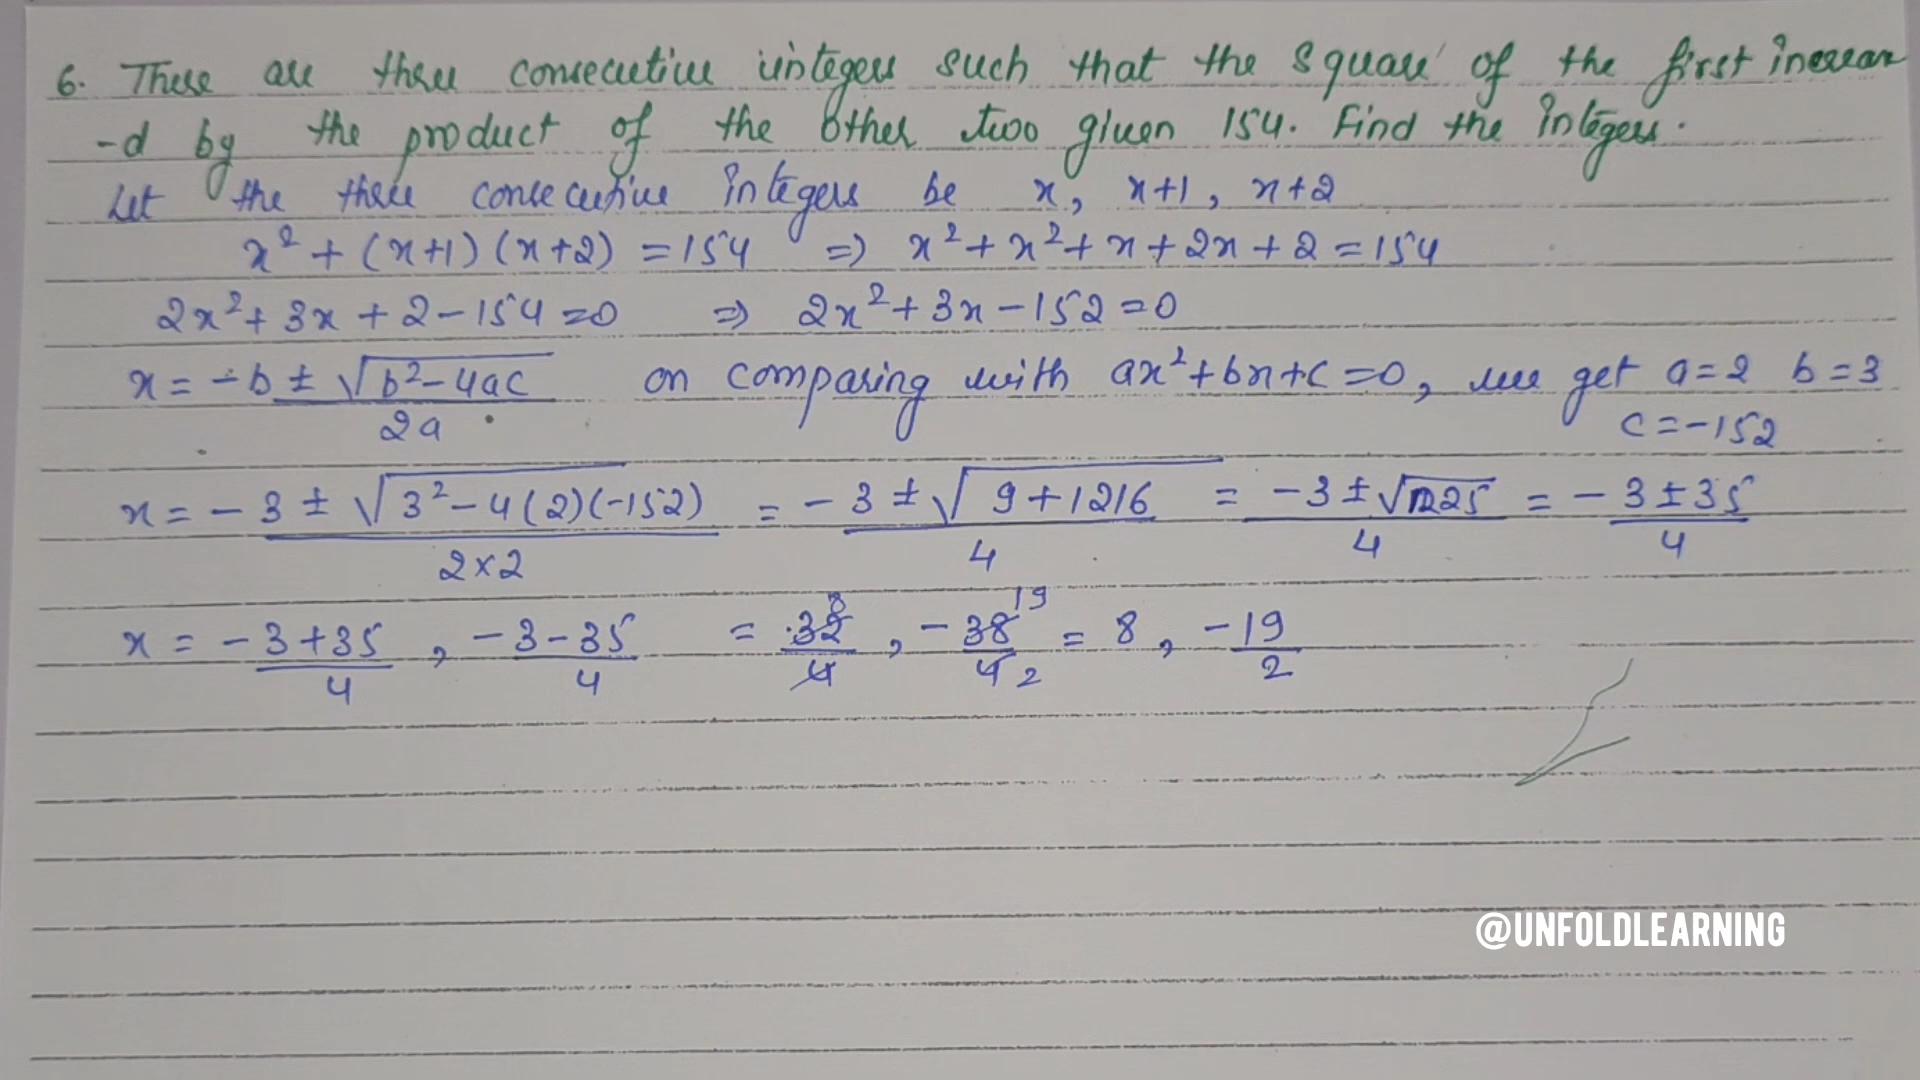 6. There are three consecutive integers such that the square of the first increase
-d by the product of the other two given 154. Find the integers.
Let the three consecutive integers be x, x+1, x+2
x² + (x+1) (x+2) = 154 ⇒ x² + x² + x + 2x + 2 = 154
2x² + 3x + 2 - 154 = 0 ⇒ 2x² + 3x - 152 = 0
x = -b ± √b² - 4ac / 2a on comparing with ax² + bx + c = 0, we get a = 2 b = 3
c = -152
x = -3 ± √3² - 4(2)(-152) / 2×2 = -3 ± √9 + 1216 / 4 = -3 ± √1225 / 4 = -3 ± 35 / 4
x = -3 + 35 / 4 , -3 - 35 / 4 = 32 8 / 4 , -38 19 / 4 2 = 8 , -19 / 2
@UNFOLDLEARNING